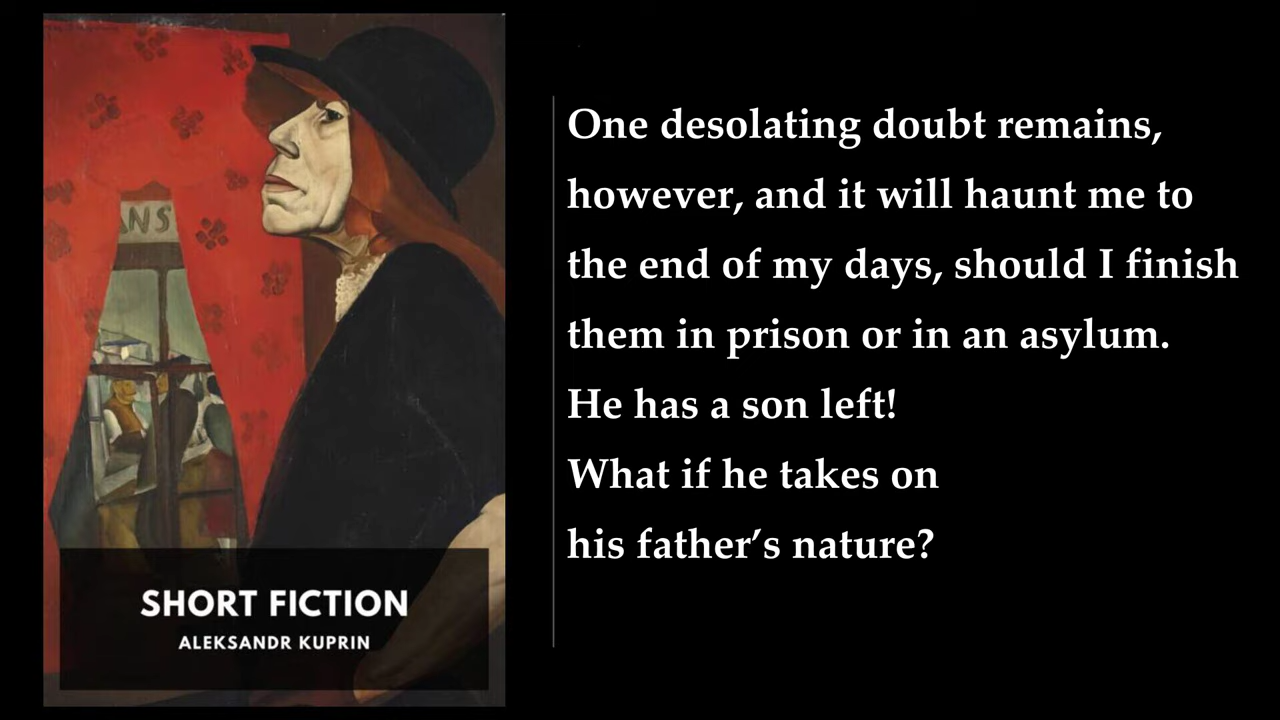 ANS
SHORT FICTION
ALEKSANDR KUPRIN
One desolating doubt remains,
however, and it will haunt me to
the end of my days, should I finish
them in prison or in an asylum.
He has a son left!
What if he takes on
his father’s nature?